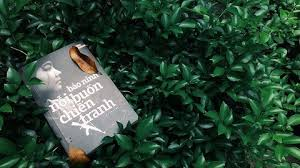 bảo ninh
nỗi buồn
chiến
tranh